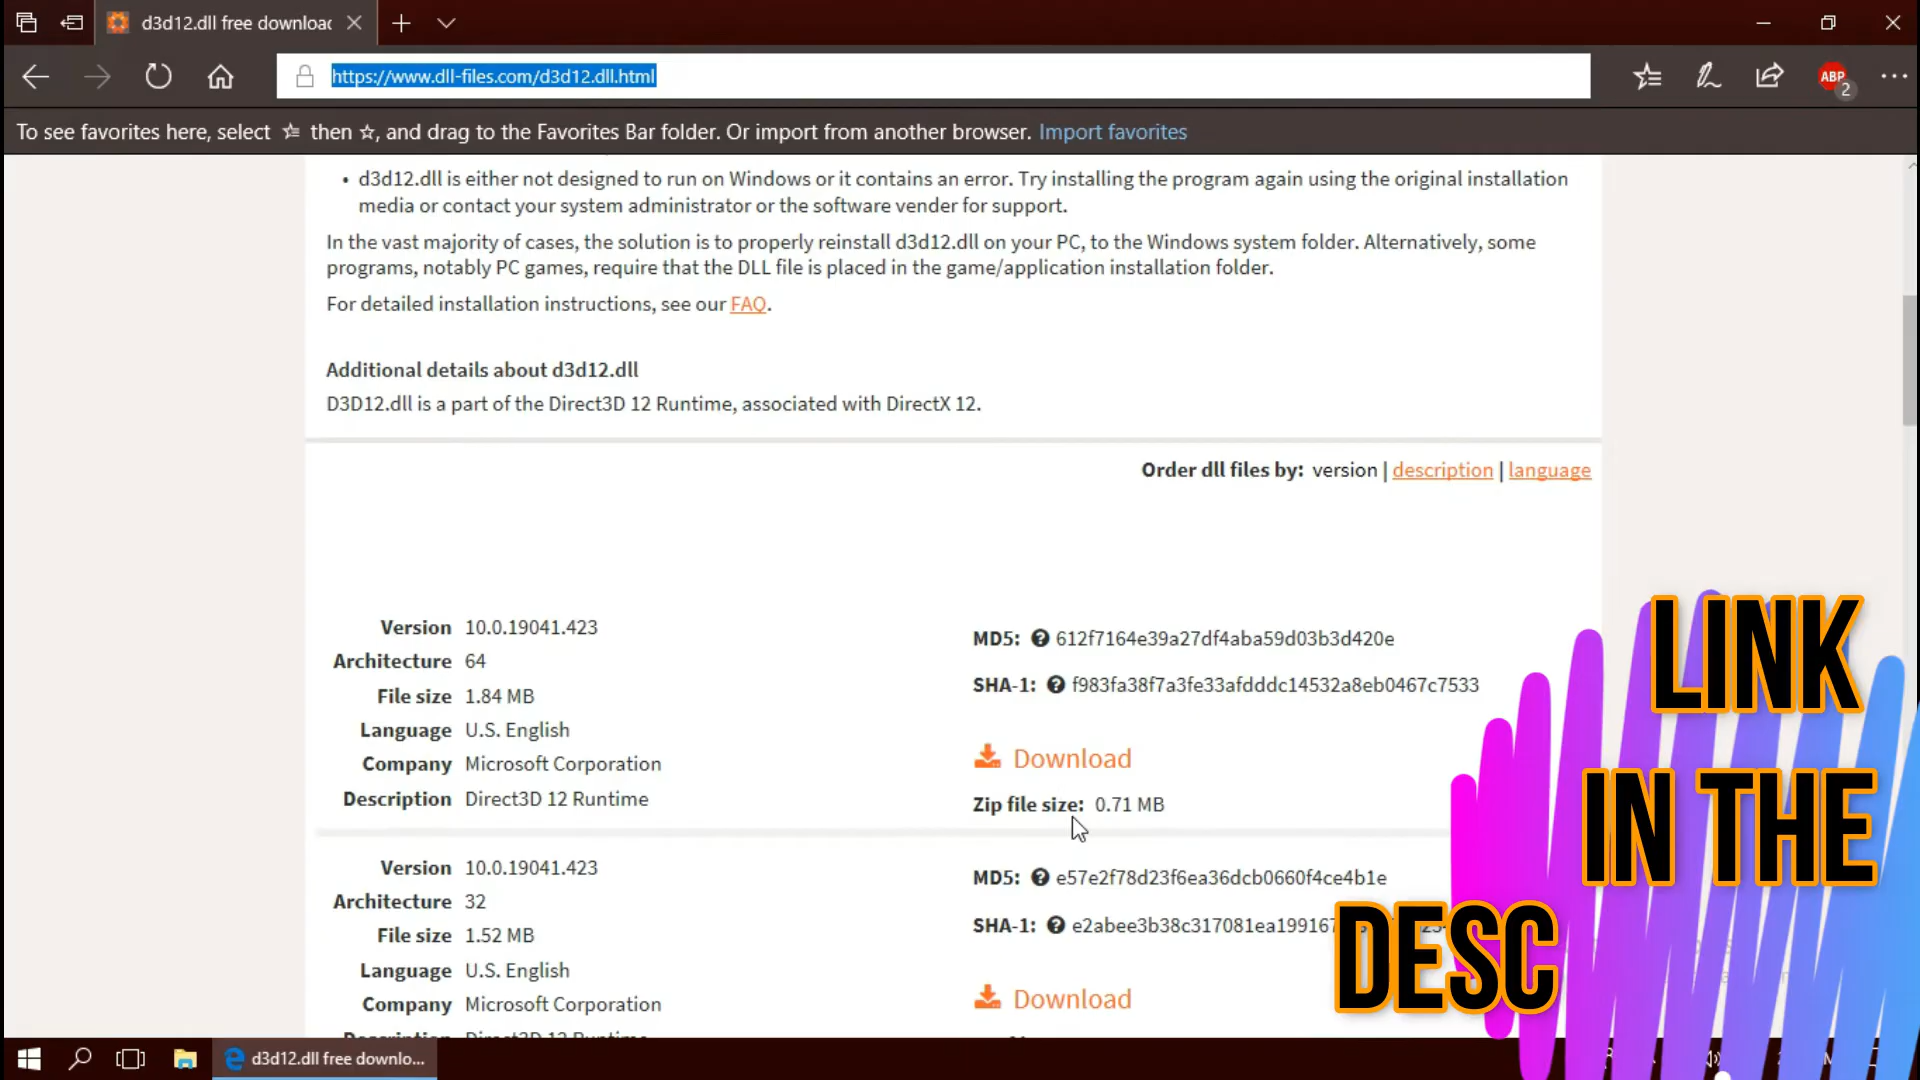 d3d12.dll free download
https://www.dll-files.com/d3d12.dll.html
ABP
2
To see favorites here, select then , and drag to the Favorites Bar folder. Or import from another browser. Import favorites
• d3d12.dll is either not designed to run on Windows or it contains an error. Try installing the program again using the original installation
media or contact your system administrator or the software vender for support.
In the vast majority of cases, the solution is to properly reinstall d3d12.dll on your PC, to the Windows system folder. Alternatively, some
programs, notably PC games, require that the DLL file is placed in the game/application installation folder.
For detailed installation instructions, see our FAQ.
Additional details about d3d12.dll
D3D12.dll is a part of the Direct3D 12 Runtime, associated with DirectX 12.
Order dll files by: version | description | language
Version 10.0.19041.423
Architecture 64
File size 1.84 MB
Language U.S. English
Company Microsoft Corporation
Description Direct3D 12 Runtime
MD5: 612f7164e39a27df4aba59d03b3d420e
SHA-1: f983fa38f7a3fe33afdddc14532a8eb0467c7533
Download
Zip file size: 0.71 MB
Version 10.0.19041.423
Architecture 32
File size 1.52 MB
Language U.S. English
Company Microsoft Corporation
Description Direct3D 12 Runtime
MD5: e57e2f78d23f6ea36dcb0660f4ce4b1e
SHA-1: e2abee3b38c317081ea19916
Download
LINK
IN THE
DESC
d3d12.dll free downlo...